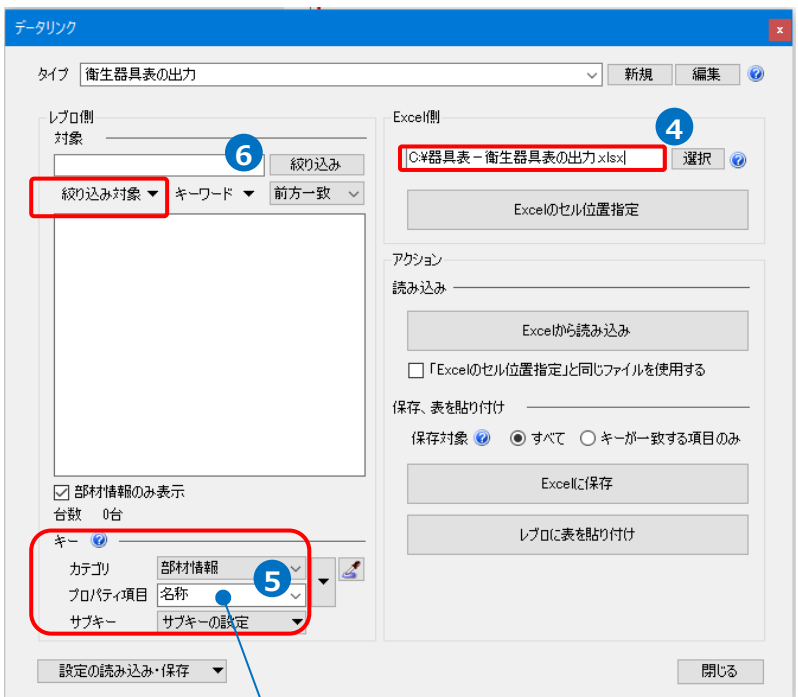 データリンク
x
タイプ 衛生器具表の出力 新規 編集 ?
レブロ側
対象
6
絞り込み
絞り込み対象 ▼ キーワード ▼ 前方一致
部材情報のみ表示
台数 0台
キー ?
カテゴリ 部材情報
5
プロパティ項目 名称
サブキー サブキーの設定 ▼
設定の読み込み・保存 ▼
Excel側
4
C:¥器具表-衛生器具表の出力.xlsx 選択 ?
Excelのセル位置指定
アクション
読み込み
Excelから読み込み
「Excelのセル位置指定」と同じファイルを使用する
保存、表を貼り付け
保存対象 ? すべて キーが一致する項目のみ
Excelに保存
レブロに表を貼り付け
閉じる